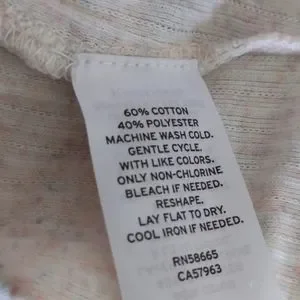 60% COTTON
40% POLYESTER
MACHINE WASH COLD.
GENTLE CYCLE.
WITH LIKE COLORS.
ONLY NON-CHLORINE
BLEACH IF NEEDED.
RESHAPE.
LAY FLAT TO DRY.
COOL IRON IF NEEDED.
RN58665
CA57963